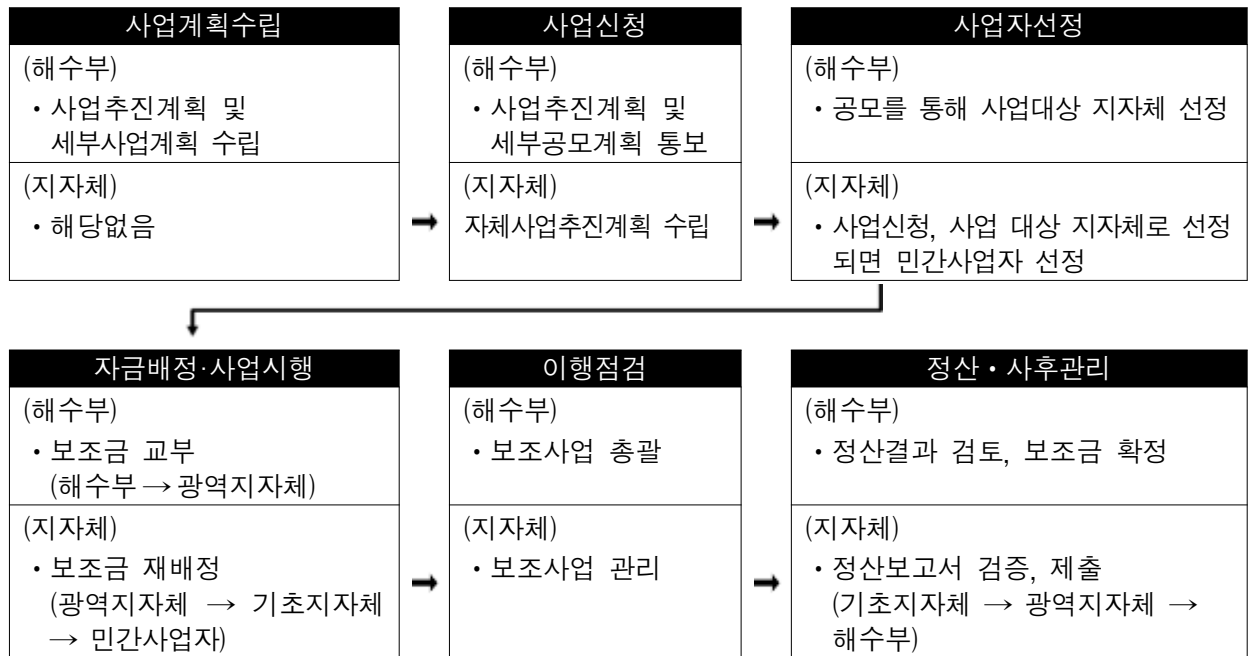 사업계획수립
(해수부)
・사업추진계획 및
세부사업계획 수립
(지자체)
・해당없음
➡
사업신청
(해수부)
・사업추진계획 및
세부공모계획 통보
(지자체)
자체사업추진계획 수립
➡
사업자선정
(해수부)
・공모를 통해 사업대상 지자체 선정
(지자체)
・사업신청, 사업 대상 지자체로 선정
되면 민간사업자 선정
자금배정·사업시행
(해수부)
・보조금 교부
(해수부→광역지자체)
(지자체)
・보조금 재배정
(광역지자체 → 기초지자체
→ 민간사업자)
➡
이행점검
(해수부)
・보조사업 총괄
(지자체)
・보조사업 관리
➡
정산・사후관리
(해수부)
・정산결과 검토, 보조금 확정
(지자체)
・정산보고서 검증, 제출
(기초지자체 → 광역지자체 →
해수부)